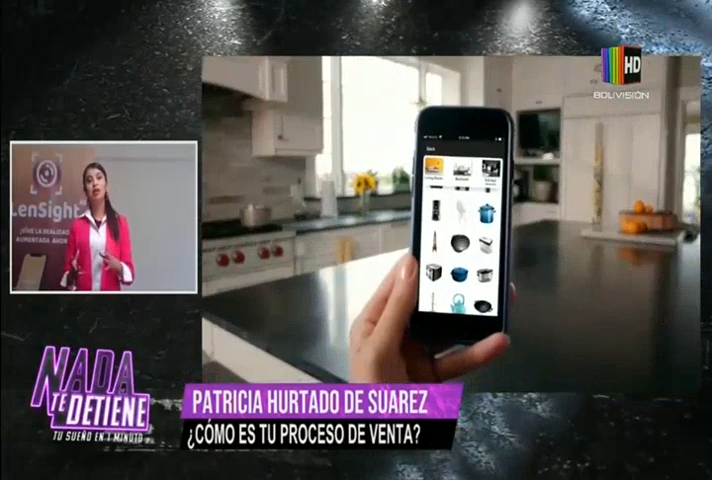 HD
BOLIVISIÓN
LenSight
¡VIVE LA REALIDAD
AUMENTADA AHORA
Back
NADA
TE DETIENE
TU SUEÑO EN 1 MINUTO
PATRICIA HURTADO DE SUAREZ
¿CÓMO ES TU PROCESO DE VENTA?